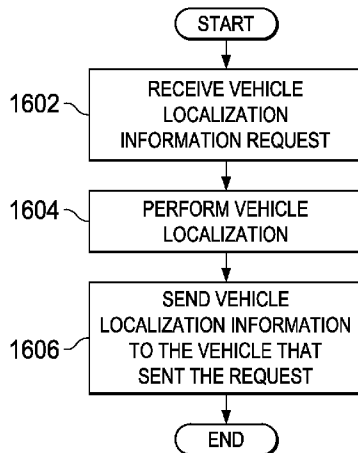 START
1602
RECEIVE VEHICLE
LOCALIZATION
INFORMATION REQUEST
1604
PERFORM VEHICLE
LOCALIZATION
1606
SEND VEHICLE
LOCALIZATION INFORMATION
TO THE VEHICLE THAT
SENT THE REQUEST
END